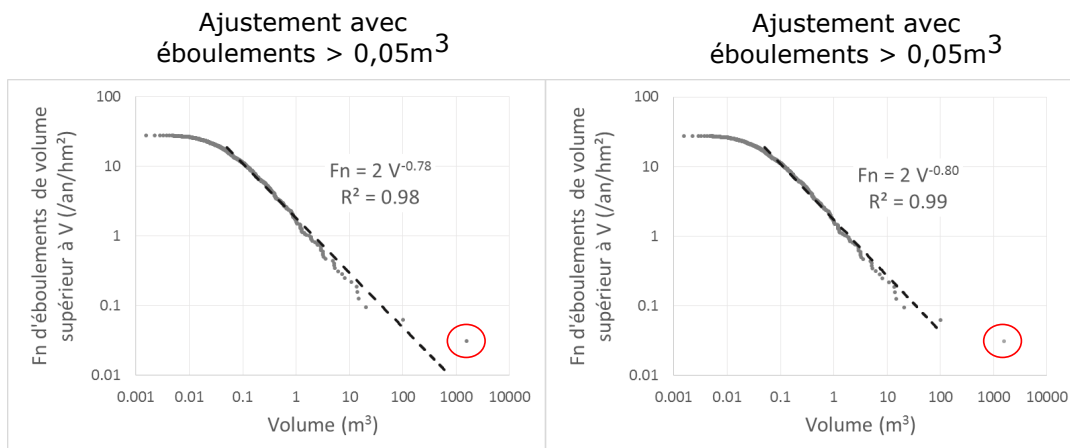 Ajustement avec
éboulements > 0,05m³
100
10
1
0.1
0.01
0.001 0.01 0.1 1 10 100 1000 10000
Volume (m³)
Fn d'éboulements de volume
supérieur à V (/an/hm²)
Fn = 2 V⁻⁰·⁷⁸
R² = 0.98
Ajustement avec
éboulements > 0,05m³
100
10
1
0.1
0.01
0.001 0.01 0.1 1 10 100 1000 10000
Volume (m³)
Fn d'éboulements de volume
supérieur à V (/an/hm²)
Fn = 2 V⁻⁰·⁸⁰
R² = 0.99